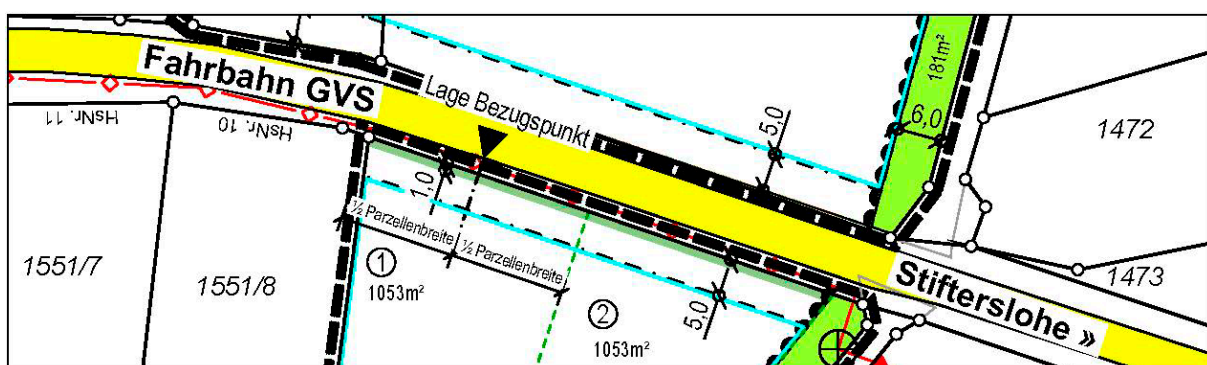 Fahrbahn GVS
Lage Bezugspunkt
5,0
181m²
6,0
1472
HsNr. 11
HsNr. 10
1,0
½ Parzellenbreite
½ Parzellenbreite
1551/7
1551/8
1
1053m²
2
1053m²
5,0
Stifterslohe »
1473